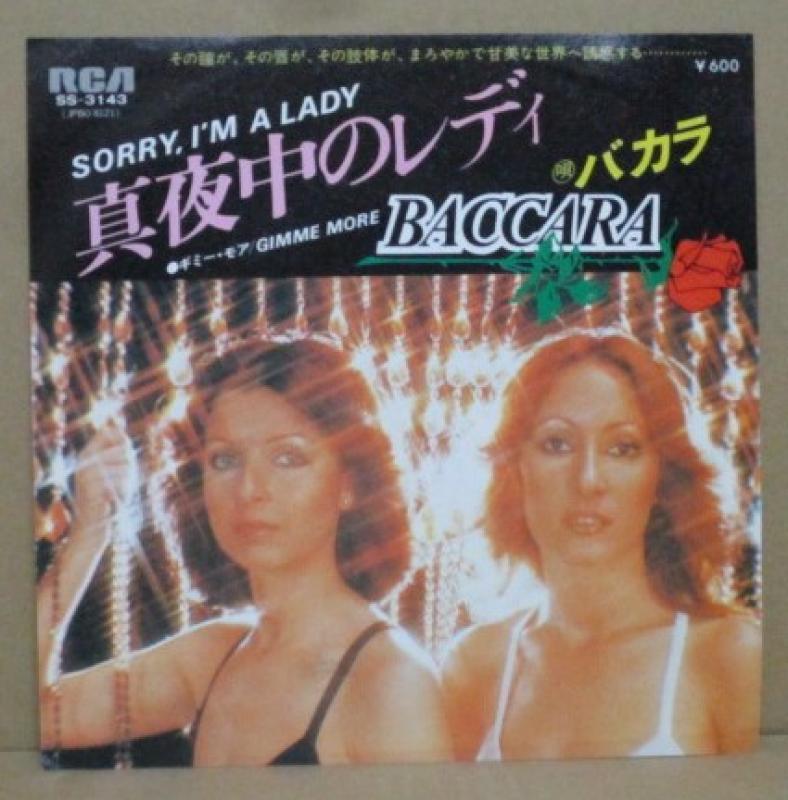 その瞳が、その唇が、その肢体が、まろやかで甘美な世界へ誘惑する…………
RCA
SS-3143
¥600
SORRY, I'M A LADY
真夜中のレディ
唄 バカラ
●ギミー・モア/GIMME MORE
BACCARA